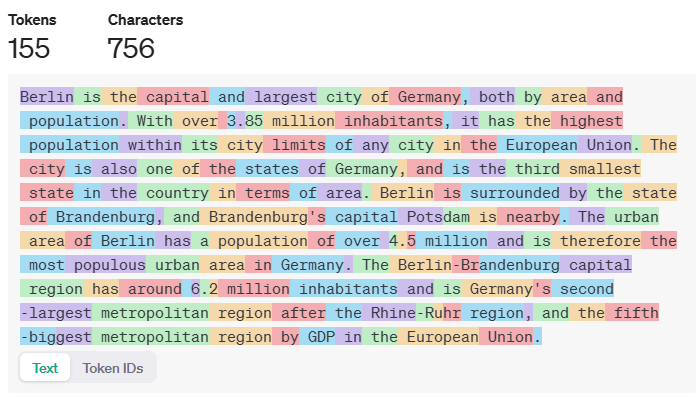 Tokens Characters
155 756
Berlin is the capital and largest city of Germany, both by area and
population. With over 3.85 million inhabitants, it has the highest
population within its city limits of any city in the European Union. The
city is also one of the states of Germany, and is the third smallest
state in the country in terms of area. Berlin is surrounded by the state
of Brandenburg, and Brandenburg's capital Potsdam is nearby. The urban
area of Berlin has a population of over 4.5 million and is therefore the
most populous urban area in Germany. The Berlin-Brandenburg capital
region has around 6.2 million inhabitants and is Germany's second
-largest metropolitan region after the Rhine-Ruhr region, and the fifth
-biggest metropolitan region by GDP in the European Union.
Text Token IDs